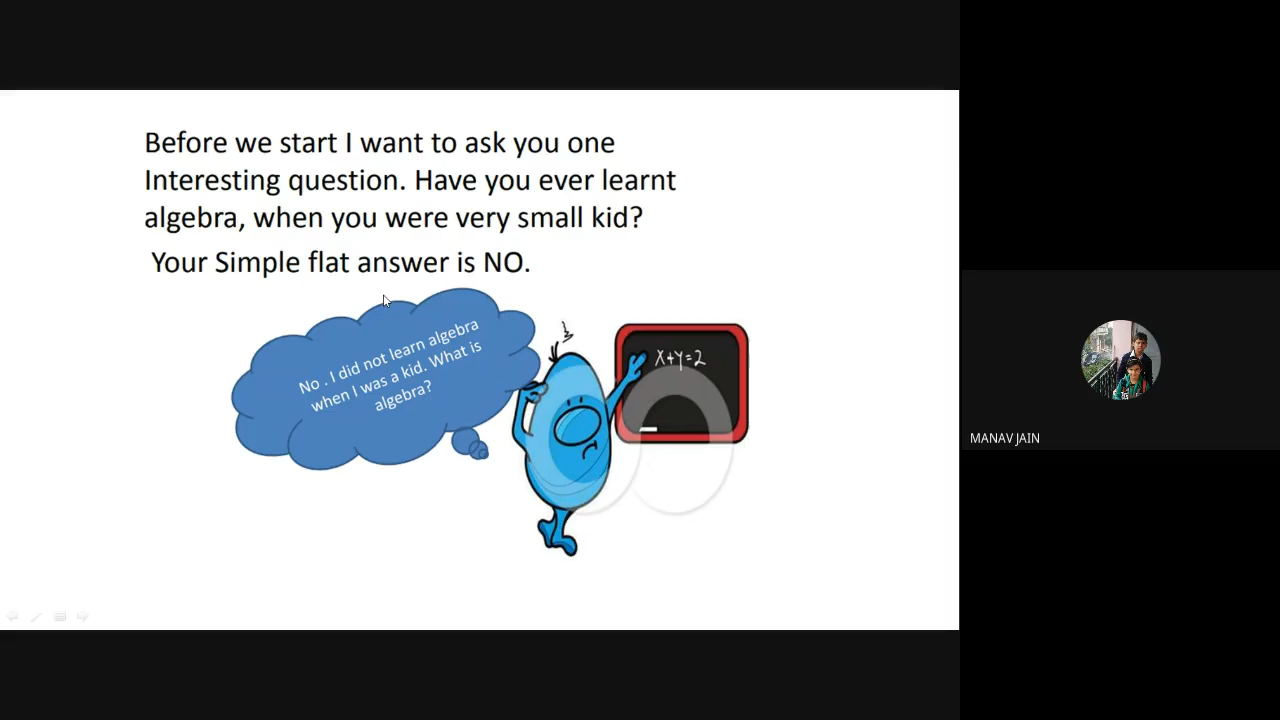 Before we start I want to ask you one
Interesting question. Have you ever learnt
algebra, when you were very small kid?
Your Simple flat answer is NO.
No . I did not learn algebra
when I was a kid. What is
algebra?
x+y=2
MANAV JAIN